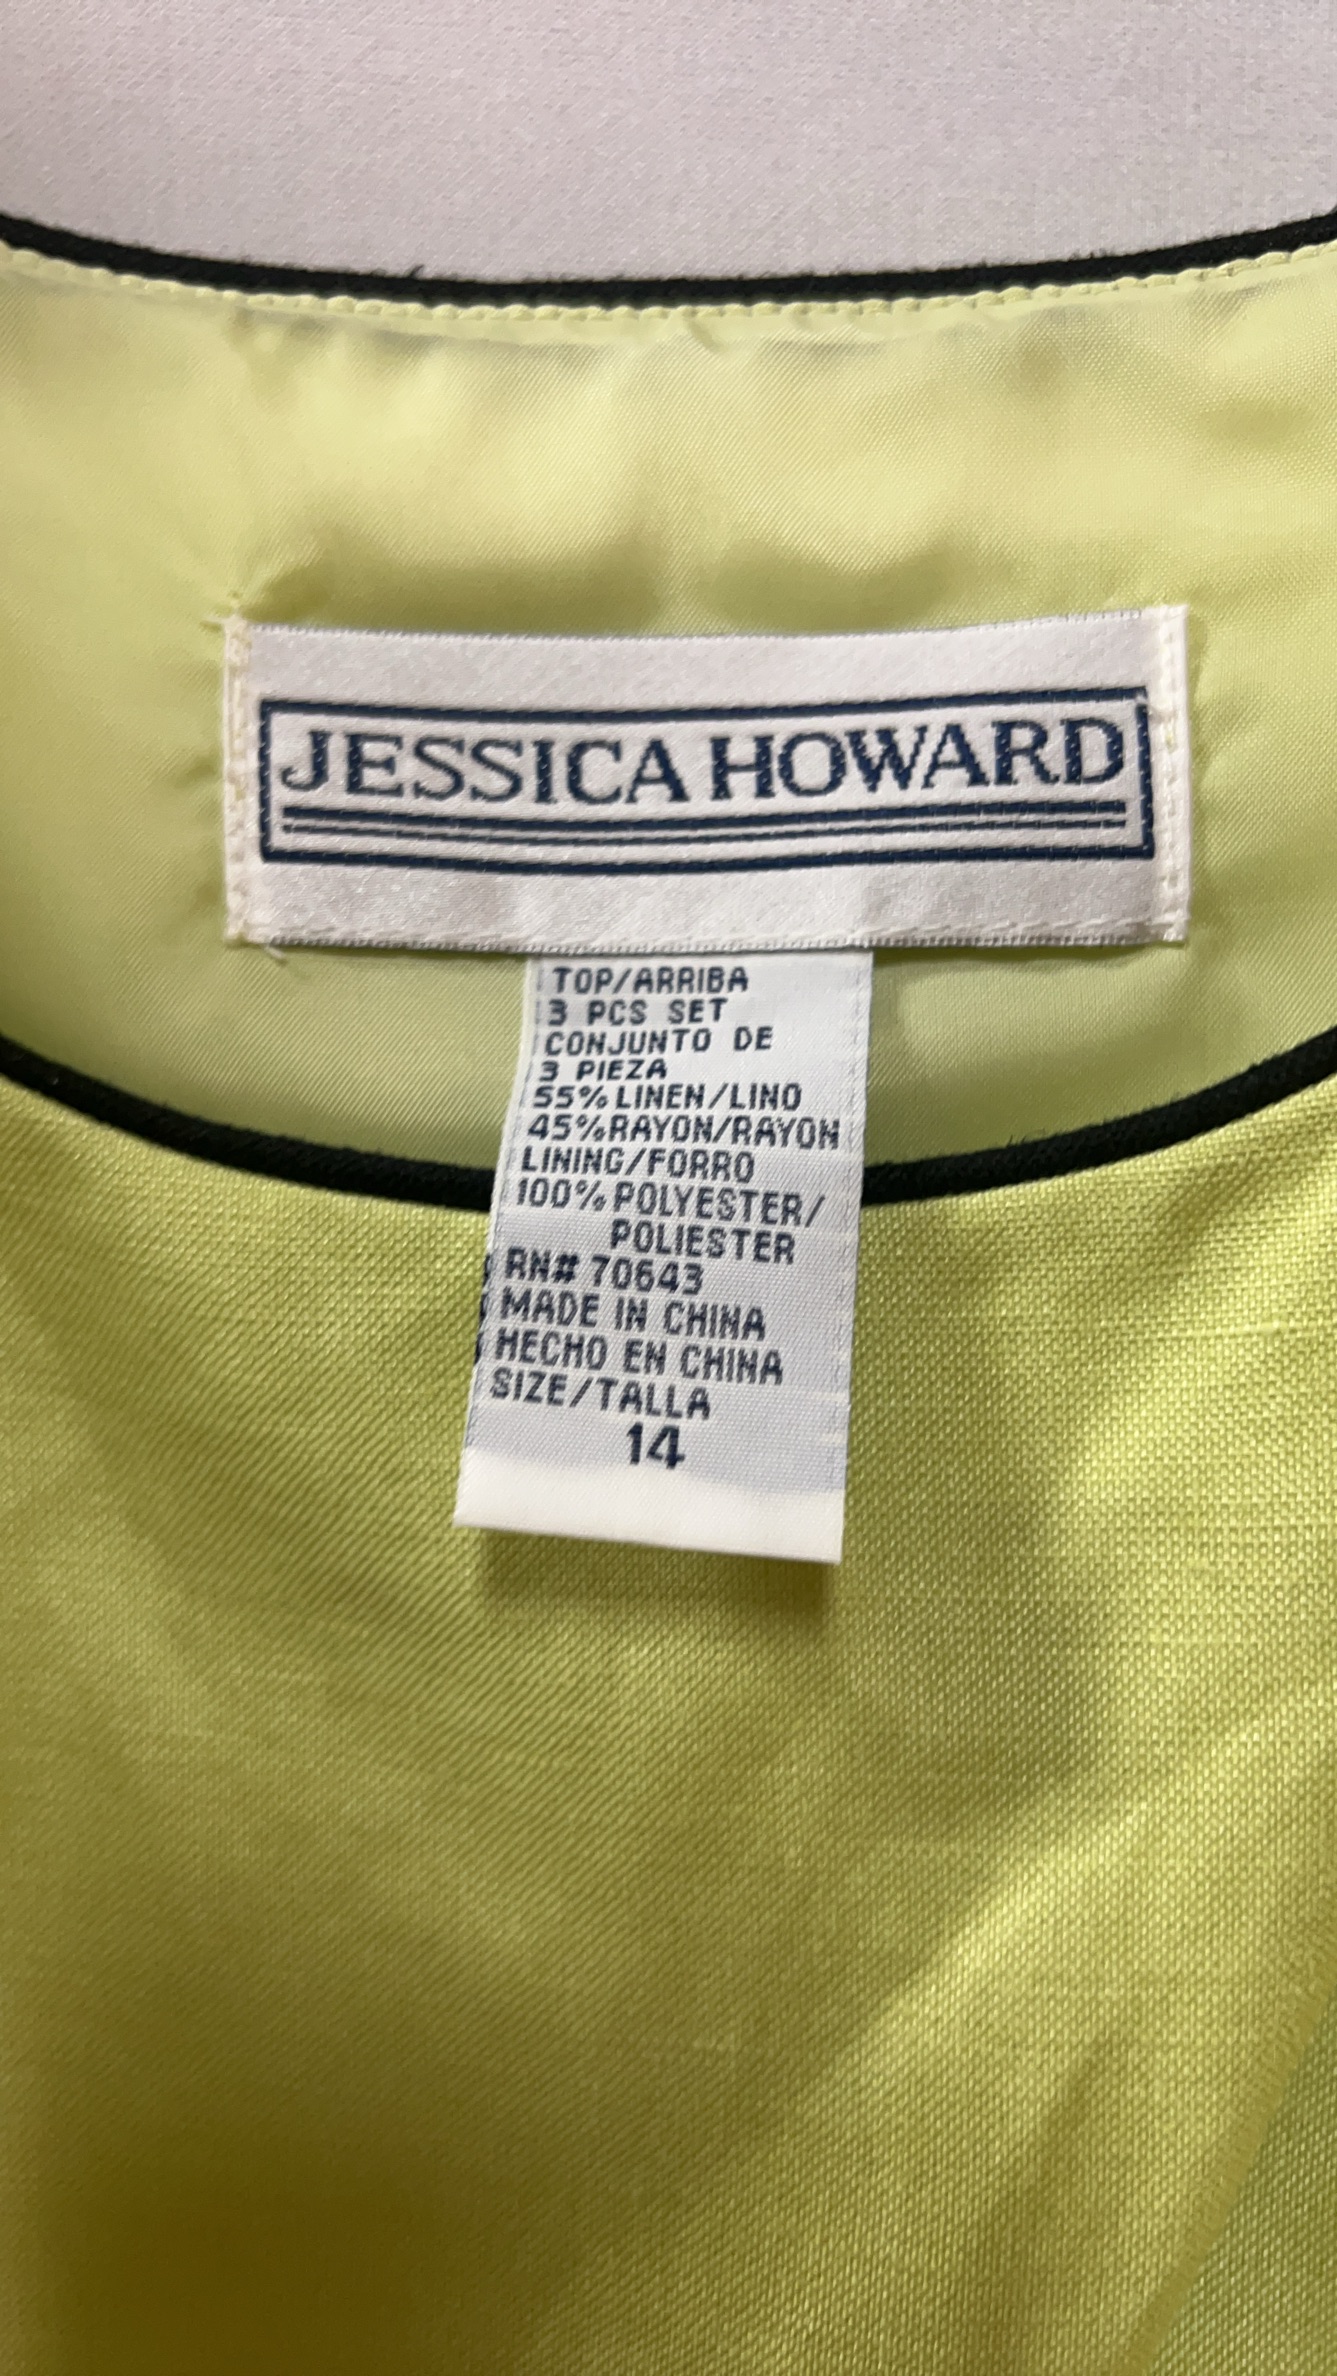 JESSICA HOWARD
TOP/ARRIBA
3 PCS SET
CONJUNTO DE
3 PIEZA
55% LINEN/LINO
45%RAYON/RAYON
LINING/FORRO
100% POLYESTER/
POLIESTER
RN# 70643
MADE IN CHINA
HECHO EN CHINA
SIZE/TALLA
14